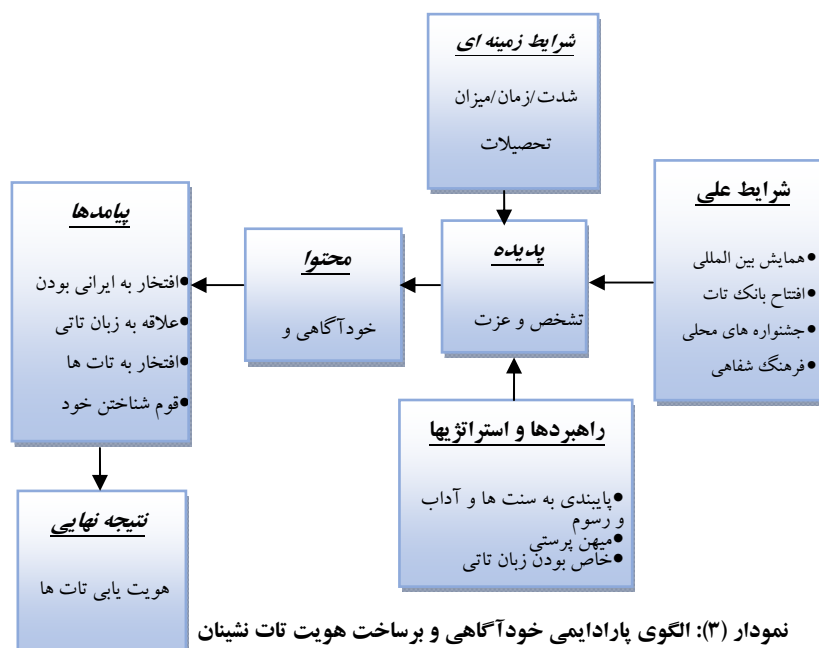 شرایط زمینه ای
شدت/زمان/میزان
تحصیلات
شرایط علی
•همایش بین المللی
•افتتاح بانک تات
•جشنواره های محلی
•فرهنگ شفاهی
پدیده
تشخص و عزت
محتوا
خودآگاهی و
پیامدها
•افتخار به ایرانی بودن
•علاقه به زبان تاتی
•افتخار به تات ها
•قوم شناختن خود
راهبردها و استراتژیها
•پایبندی به سنت ها و آداب
و رسوم
•میهن پرستی
•خاص بودن زبان تاتی
نتیجه نهایی
هویت یابی تات ها
نمودار (۳): الگوی پارادایمی خودآگاهی و برساخت هویت تات نشینان